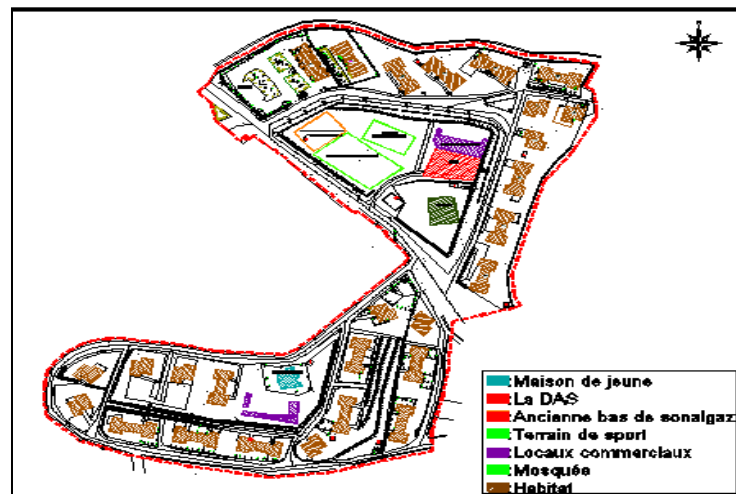 Maison de jeune
La DAS
Ancienne bas de sonalgaz
Terrain de sport
Locaux commerciaux
Mosquée
Habitat